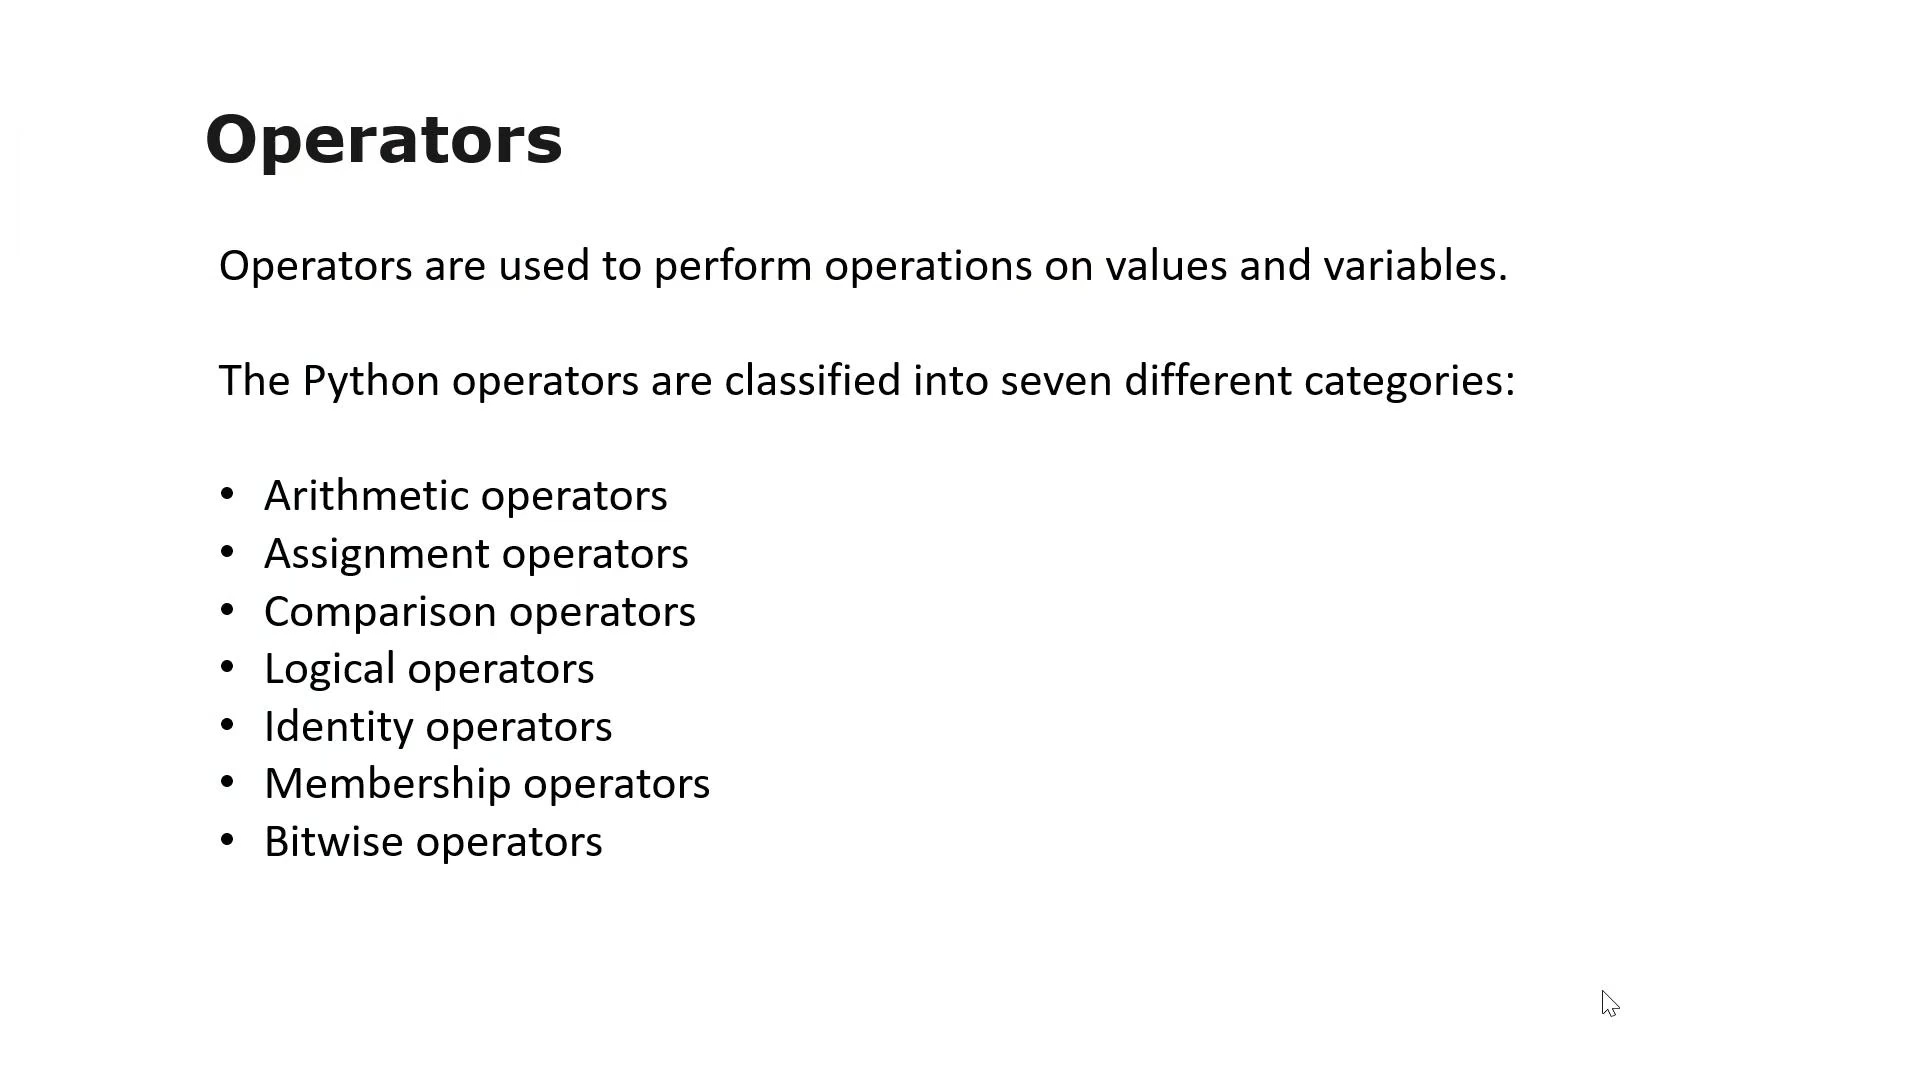 Operators
Operators are used to perform operations on values and variables.
The Python operators are classified into seven different categories:
• Arithmetic operators
• Assignment operators
• Comparison operators
• Logical operators
• Identity operators
• Membership operators
• Bitwise operators